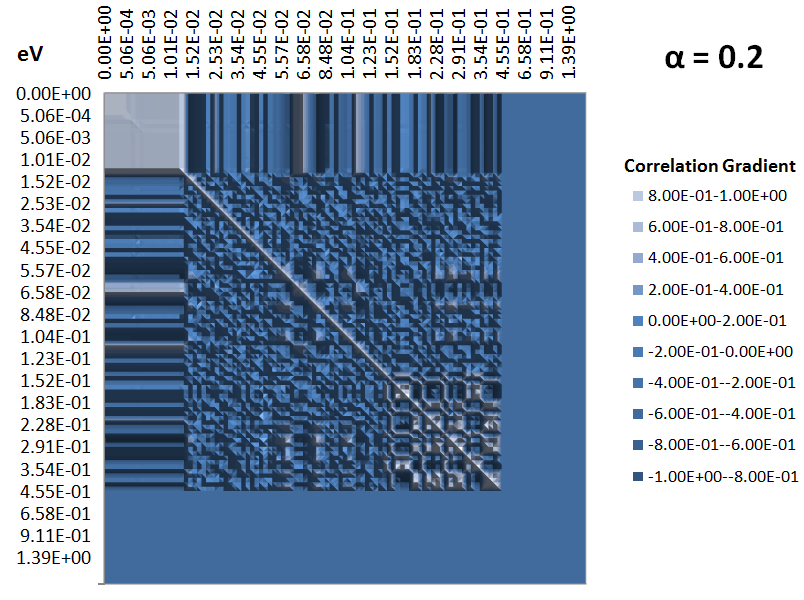 0.00E+00
5.06E-04
5.06E-03
1.01E-02
1.52E-02
2.53E-02
3.54E-02
4.55E-02
5.57E-02
6.58E-02
8.48E-02
1.04E-01
1.23E-01
1.52E-01
1.83E-01
2.28E-01
2.91E-01
3.54E-01
4.55E-01
6.58E-01
9.11E-01
1.39E+00
eV
α = 0.2
0.00E+00
5.06E-04
5.06E-03
1.01E-02
1.52E-02
2.53E-02
3.54E-02
4.55E-02
5.57E-02
6.58E-02
8.48E-02
1.04E-01
1.23E-01
1.52E-01
1.83E-01
2.28E-01
2.91E-01
3.54E-01
4.55E-01
6.58E-01
9.11E-01
1.39E+00
Correlation Gradient
8.00E-01-1.00E+00
6.00E-01-8.00E-01
4.00E-01-6.00E-01
2.00E-01-4.00E-01
0.00E+00-2.00E-01
-2.00E-01-0.00E+00
-4.00E-01--2.00E-01
-6.00E-01--4.00E-01
-8.00E-01--6.00E-01
-1.00E+00--8.00E-01